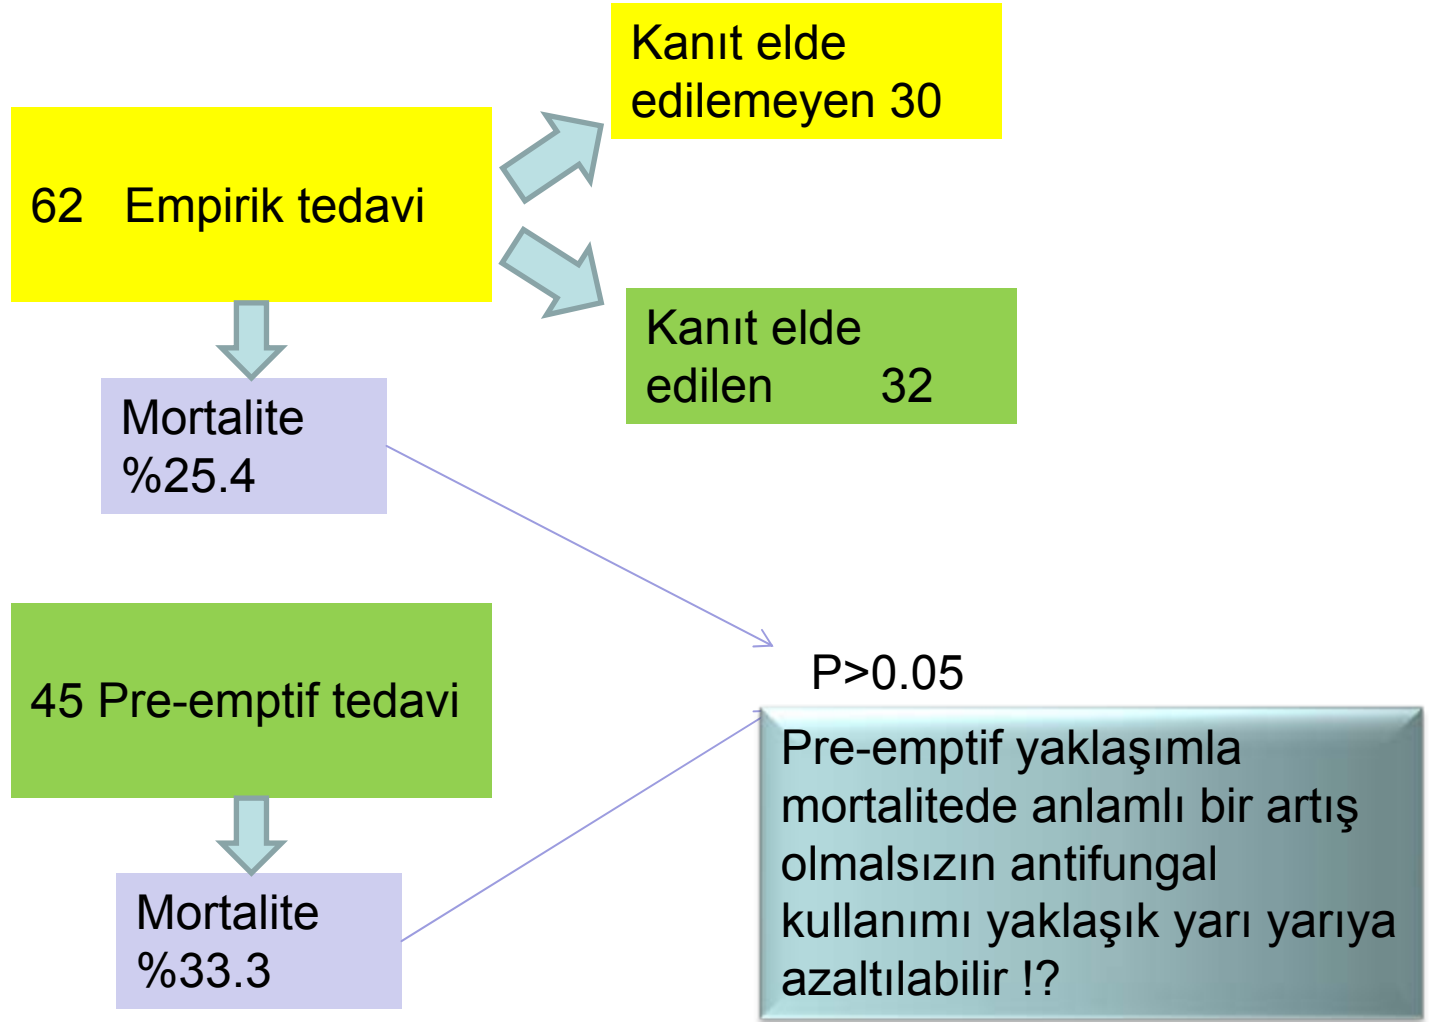 Kanıt elde
edilemeyen 30
62 Empirik tedavi
Kanıt elde
edilen 32
Mortalite
%25.4
45 Pre-emptif tedavi
P>0.05
Mortalite
%33.3
Pre-emptif yaklaşımla
mortalitede anlamlı bir artış
olmalsızın antifungal
kullanımı yaklaşık yarı yarıya
azaltılabilir !?